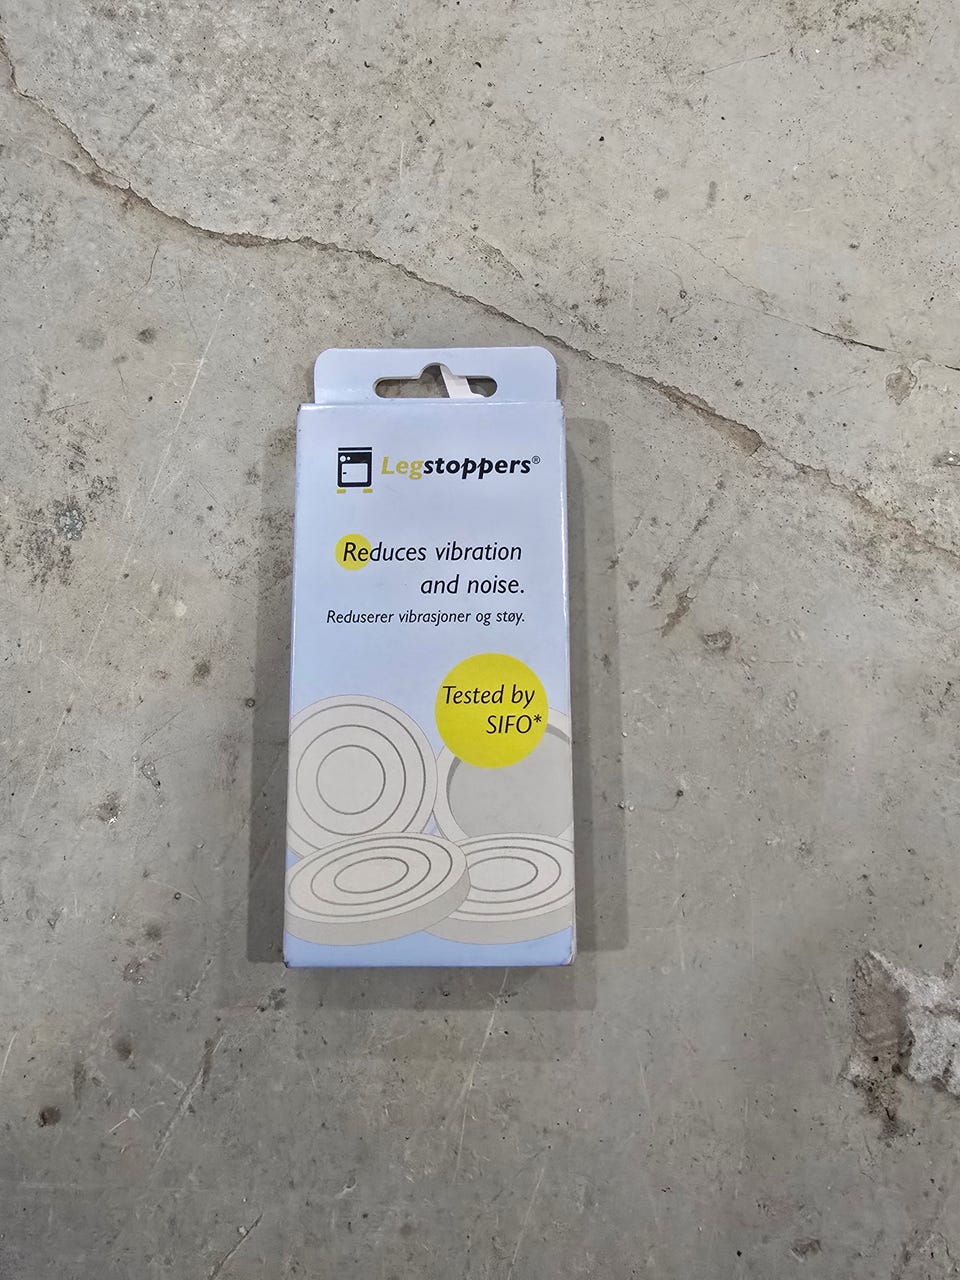 Legstoppers®
Reduces vibration
and noise.
Reduserer vibrasjoner og støy.
Tested by
SIFO*